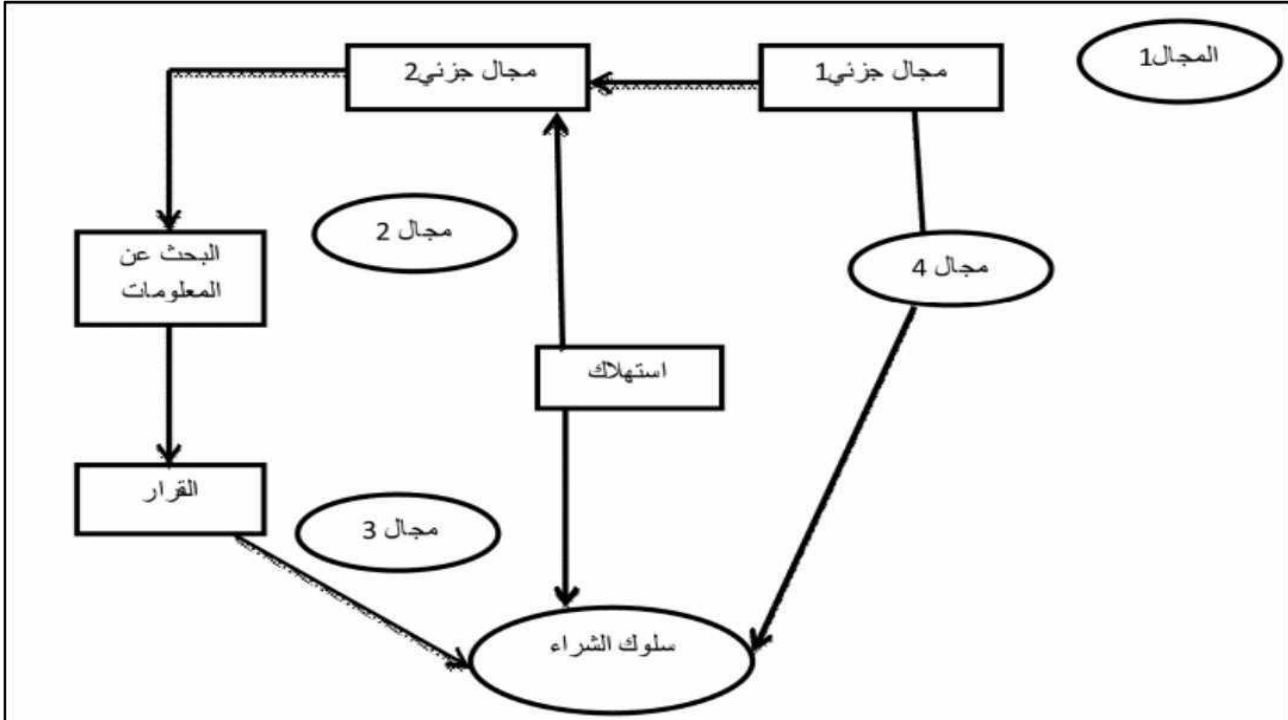 المجال1
مجال جزئي1
مجال جزئي2
مجال 2
البحث عن
المعلومات
مجال 4
استهلاك
القرار
مجال 3
سلوك الشراء